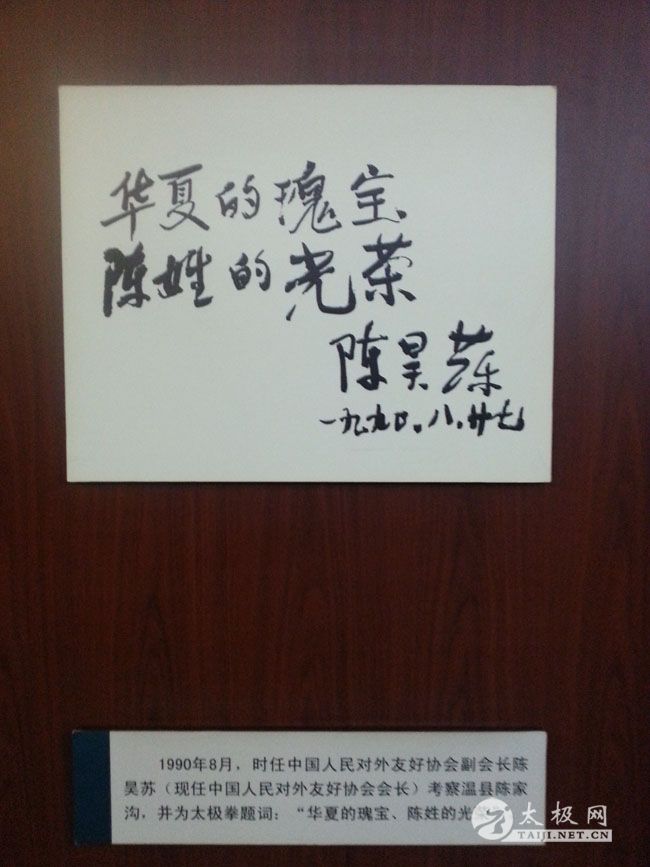 华夏的瑰宝
陈姓的光荣
陈昊苏
一九九〇.八.廿七
1990年8月，时任中国人民对外友好协会副会长陈
昊苏（现任中国人民对外友好协会会长）考察温县陈家
沟，并为太极拳题词：“华夏的瑰宝、陈姓的光
太极网
TAIJI.NET.CN